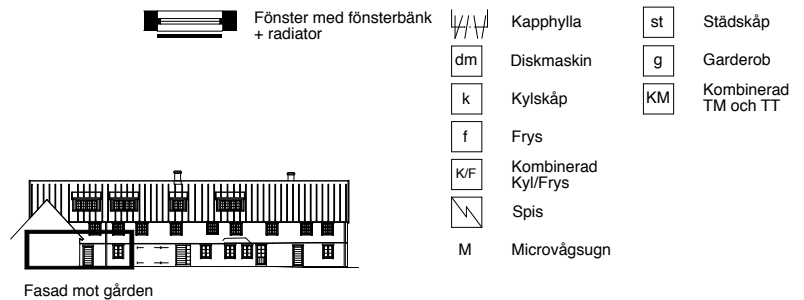 Fönster med fönsterbänk
+ radiator
Kapphylla
dm Diskmaskin
k Kylskåp
f Frys
K/F Kombinerad
Kyl/Frys
Spis
M Microvågsugn
st Städskåp
g Garderob
KM Kombinerad
TM och TT
Fasad mot gården